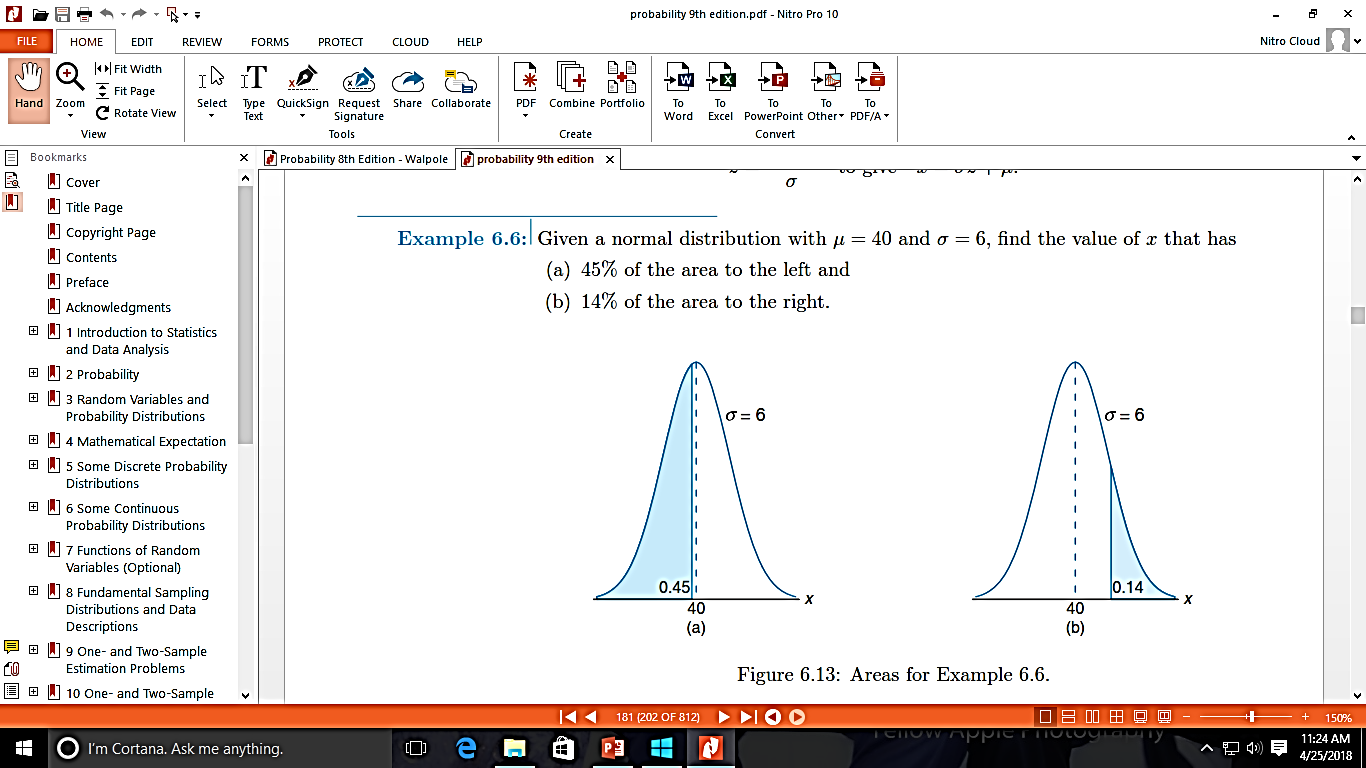 probability 9th edition.pdf - Nitro Pro 10
FILE HOME EDIT REVIEW FORMS PROTECT CLOUD HELP Nitro Cloud
Hand
Zoom
Fit Width
Fit Page
Rotate View
View
Select
Type Text
QuickSign
Request Signature
Share
Collaborate
Tools
PDF
Combine
Portfolio
Create
To Word
To Excel
To PowerPoint
To Other
To PDF/A
Convert
Bookmarks
Cover
Title Page
Copyright Page
Contents
Preface
Acknowledgments
1 Introduction to Statistics
and Data Analysis
2 Probability
3 Random Variables and
Probability Distributions
4 Mathematical Expectation
5 Some Discrete Probability
Distributions
6 Some Continuous
Probability Distributions
7 Functions of Random
Variables (Optional)
8 Fundamental Sampling
Distributions and Data
Descriptions
9 One- and Two-Sample
Estimation Problems
10 One- and Two-Sample
Probability 8th Edition - Walpole
probability 9th edition
σ
Example 6.6: Given a normal distribution with μ = 40 and σ = 6, find the value of x that has
(a) 45% of the area to the left and
(b) 14% of the area to the right.
σ = 6
0.45
40
x
(a)
σ = 6
0.14
40
x
(b)
Figure 6.13: Areas for Example 6.6.
181 (202 OF 812)
150%
I'm Cortana. Ask me anything.
Yellow Apple Photography
11:24 AM
4/25/2018